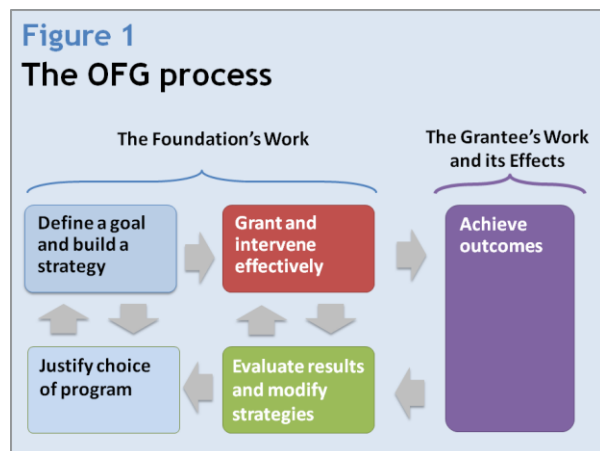 Figure 1
The OFG process
The Foundation's Work
The Grantee's Work
and its Effects
Define a goal
and build a
strategy
Grant and
intervene
effectively
Achieve
outcomes
Justify choice
of program
Evaluate results
and modify
strategies